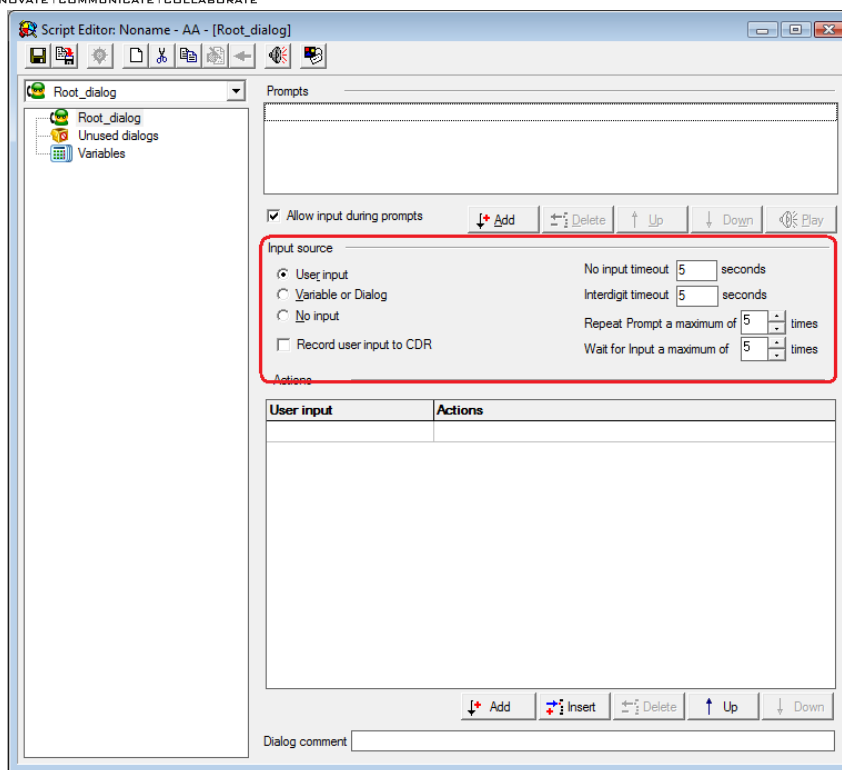 NOVATE | COMMUNICATE | COLLABORATE
Script Editor: Noname - AA - [Root_dialog]
Root_dialog
Root_dialog
Unused dialogs
Variables
Prompts
Allow input during prompts
Add
Delete
Up
Down
Play
Input source
User input
Variable or Dialog
No input
Record user input to CDR
No input timeout 5 seconds
Interdigit timeout 5 seconds
Repeat Prompt a maximum of 5 times
Wait for Input a maximum of 5 times
Actions
User input Actions
Add
Insert
Delete
Up
Down
Dialog comment